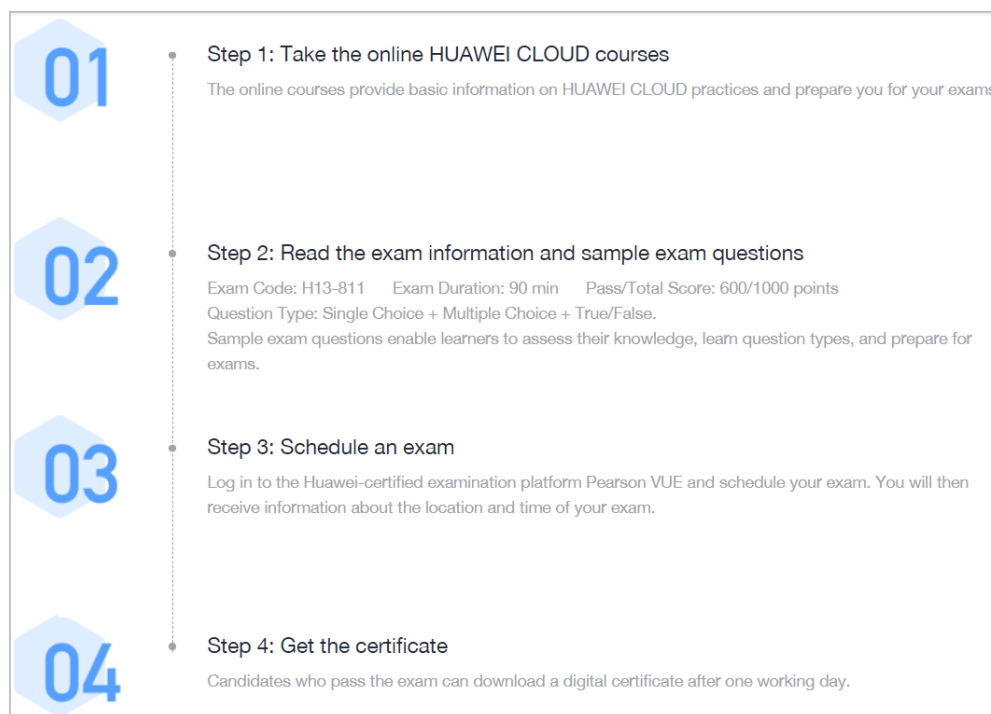 01
Step 1: Take the online HUAWEI CLOUD courses
The online courses provide basic information on HUAWEI CLOUD practices and prepare you for your exams
02
Step 2: Read the exam information and sample exam questions
Exam Code: H13-811 Exam Duration: 90 min Pass/Total Score: 600/1000 points
Question Type: Single Choice + Multiple Choice + True/False.
Sample exam questions enable learners to assess their knowledge, learn question types, and prepare for
exams.
03
Step 3: Schedule an exam
Log in to the Huawei-certified examination platform Pearson VUE and schedule your exam. You will then
receive information about the location and time of your exam.
04
Step 4: Get the certificate
Candidates who pass the exam can download a digital certificate after one working day.